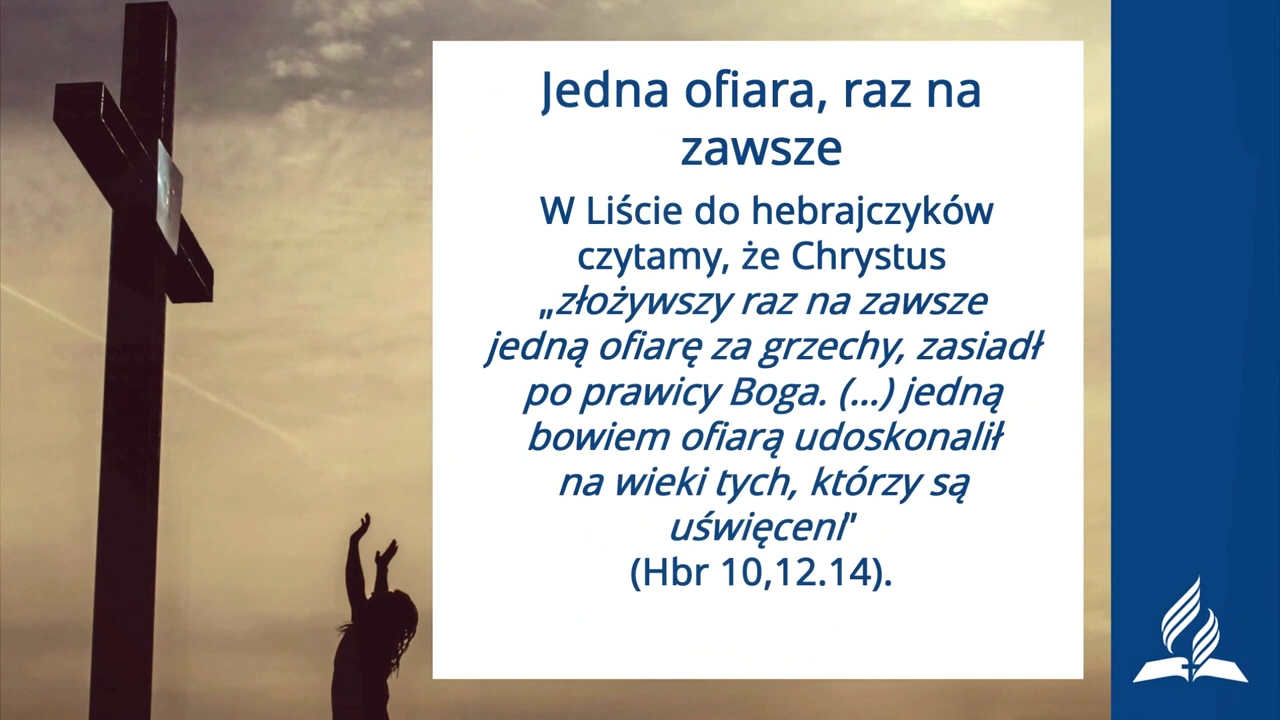 Jedna ofiara, raz na
zawsze
W Liście do hebrajczyków
czytamy, że Chrystus
„złożywszy raz na zawsze
jedną ofiarę za grzechy, zasiadł
po prawicy Boga. (...) jedną
bowiem ofiarą udoskonalił
na wieki tych, którzy są
uświęceni"
(Hbr 10,12.14).